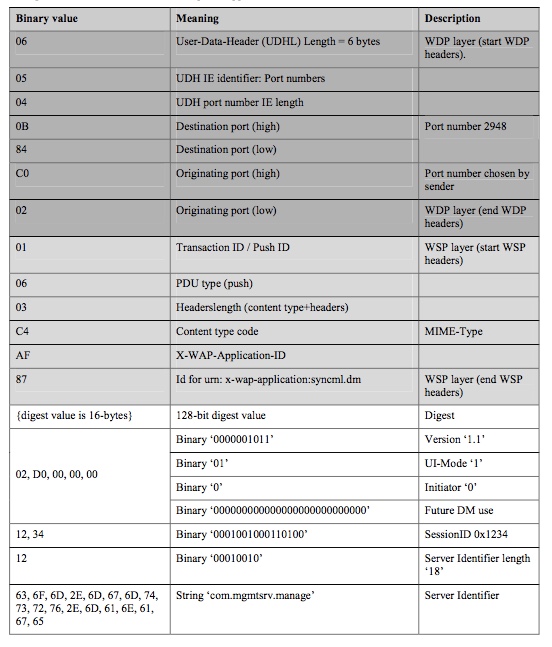 Binary value Meaning Description
06 User-Data-Header (UDHL) Length = 6 bytes WDP layer (start WDP
headers).
05 UDH IE identifier: Port numbers
04 UDH port number IE length
0B Destination port (high) Port number 2948
84 Destination port (low)
C0 Originating port (high) Port number chosen by
sender
02 Originating port (low) WDP layer (end WDP
headers)
01 Transaction ID / Push ID WSP layer (start WSP
headers)
06 PDU type (push)
03 Headerslength (content type+headers)
C4 Content type code MIME-Type
AF X-WAP-Application-ID
87 Id for urn: x-wap-application:syncml.dm WSP layer (end WSP
headers)
{digest value is 16-bytes} 128-bit digest value Digest
02, D0, 00, 00, 00
Binary ‘0000001011’ Version ‘1.1’
Binary ‘01’ UI-Mode ‘1’
Binary ‘0’ Initiator ‘0’
Binary ‘000000000000000000000000000’ Future DM use
12, 34 Binary ‘0001001000110100’ SessionID 0x1234
12 Binary ‘00010010’ Server Identifier length
‘18’
63, 6F, 6D, 2E, 6D, 67, 6D, 74, String ‘com.mgmtsrv.manage’ Server Identifier
73, 72, 76, 2E, 6D, 61, 6E, 61,
67, 65